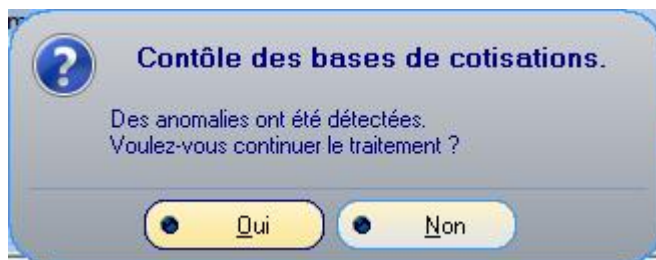 Contôle des bases de cotisations.
Des anomalies ont été détectées.
Voulez-vous continuer le traitement ?
Oui
Non